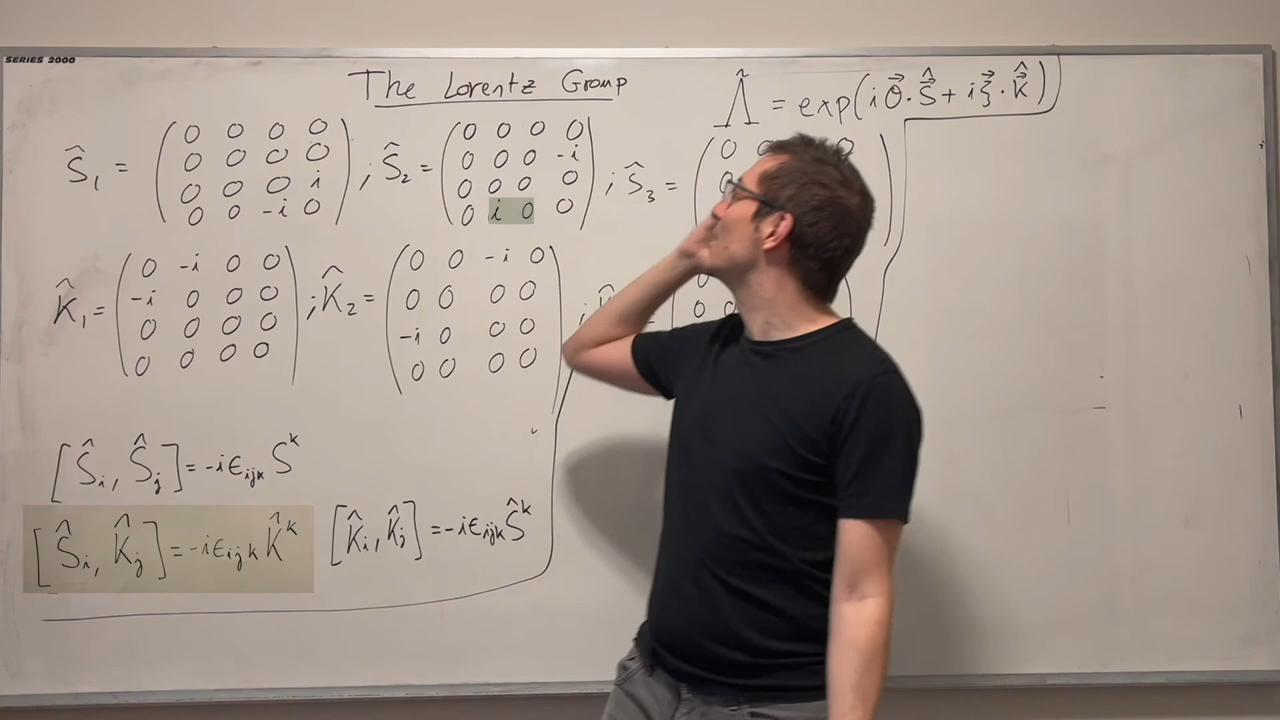 SERIES 2000
The Lorentz Group
Λ̂ = exp(i θ⃗·Ŝ⃗ + i ζ⃗·K̂⃗)
Ŝ₁ = (0 0 0 0; 0 0 0 0; 0 0 0 i; 0 0 -i 0) ; Ŝ₂ = (0 0 0 0; 0 0 0 -i; 0 0 0 0; 0 i 0 0) ; Ŝ₃ =
K̂₁ = (0 -i 0 0; -i 0 0 0; 0 0 0 0; 0 0 0 0) ; K̂₂ = (0 0 -i 0; 0 0 0 0; -i 0 0 0; 0 0 0 0)
[Ŝᵢ, Ŝⱼ] = -iϵᵢⱼₖ Sᵏ
[Ŝᵢ, K̂ⱼ] = -iϵᵢⱼₖ K̂ᵏ [K̂ᵢ, K̂ⱼ] = -iϵᵢⱼₖ Ŝᵏ